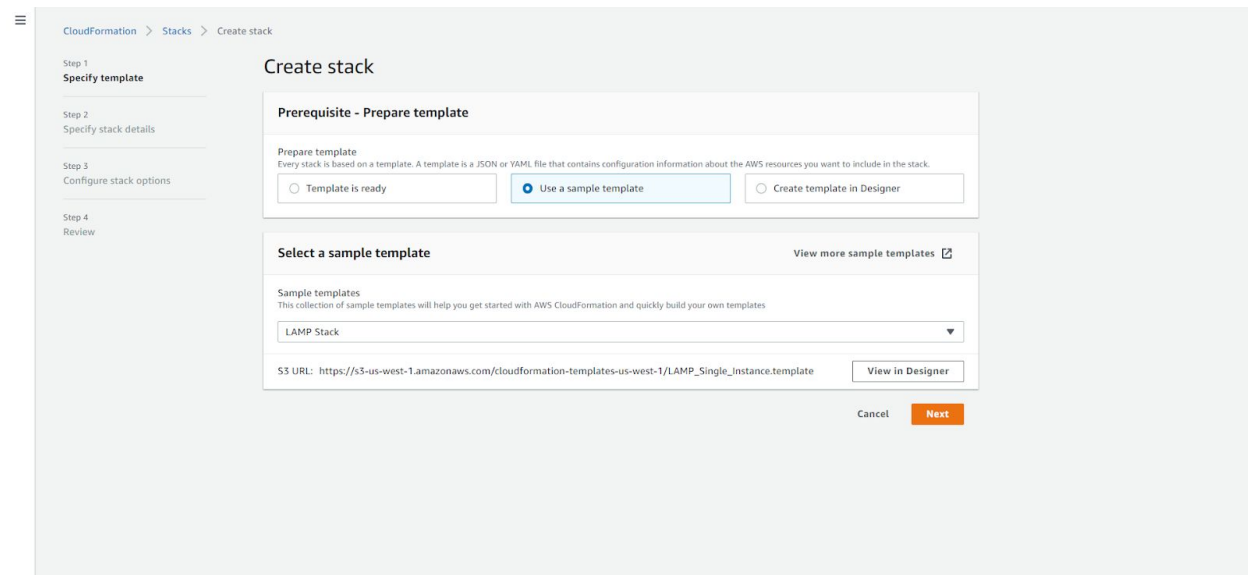 CloudFormation > Stacks > Create stack
Step 1
Specify template
Step 2
Specify stack details
Step 3
Configure stack options
Step 4
Review
Create stack
Prerequisite - Prepare template
Prepare template
Every stack is based on a template. A template is a JSON or YAML file that contains configuration information about the AWS resources you want to include in the stack.
Template is ready
Use a sample template
Create template in Designer
Select a sample template
View more sample templates
Sample templates
This collection of sample templates will help you get started with AWS CloudFormation and quickly build your own templates
LAMP Stack
S3 URL: https://s3-us-west-1.amazonaws.com/cloudformation-templates-us-west-1/LAMP_Single_Instance.template
View in Designer
Cancel
Next